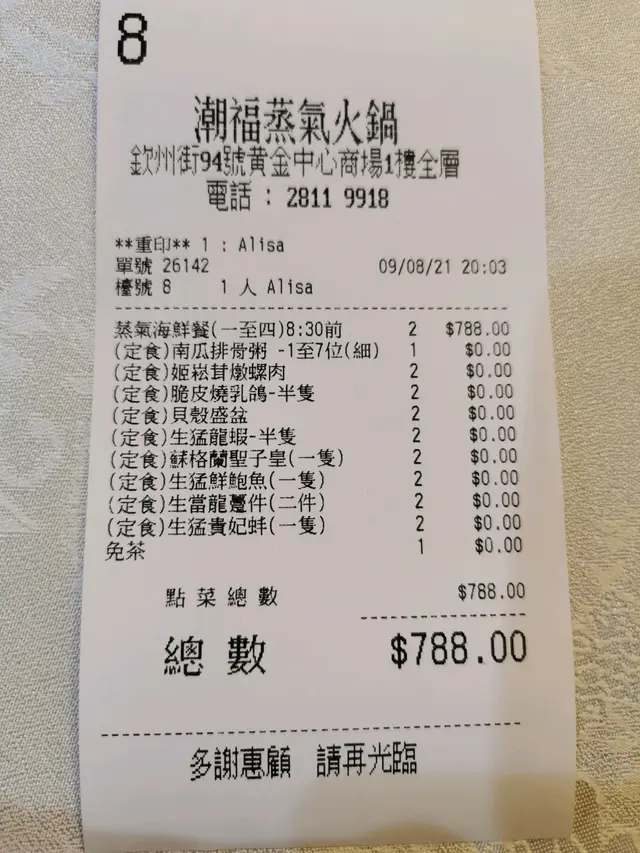 8
潮福蒸氣火鍋
欽州街94號黄金中心商場1樓全層
電話 : 2811 9918
**重印** 1 : Alisa
單號 26142 09/08/21 20:03
檯號 8 1 人 Alisa
蒸氣海鮮餐(一至四)8:30前 2 $788.00
(定食)南瓜排骨粥 -1至7位(細) 1 $0.00
(定食)姬崧茸燉螺肉 2 $0.00
(定食)脆皮燒乳鴿-半隻 2 $0.00
(定食)貝殼盛盆 2 $0.00
(定食)生猛龍蝦-半隻 2 $0.00
(定食)蘇格蘭聖子皇(一隻) 2 $0.00
(定食)生猛鮮鮑魚(一隻) 2 $0.00
(定食)生當龍躉件(二件) 2 $0.00
(定食)生猛貴妃蚌(一隻) 2 $0.00
免茶 1 $0.00
點菜總數 $788.00
總數 $788.00
多謝惠顧 請再光臨